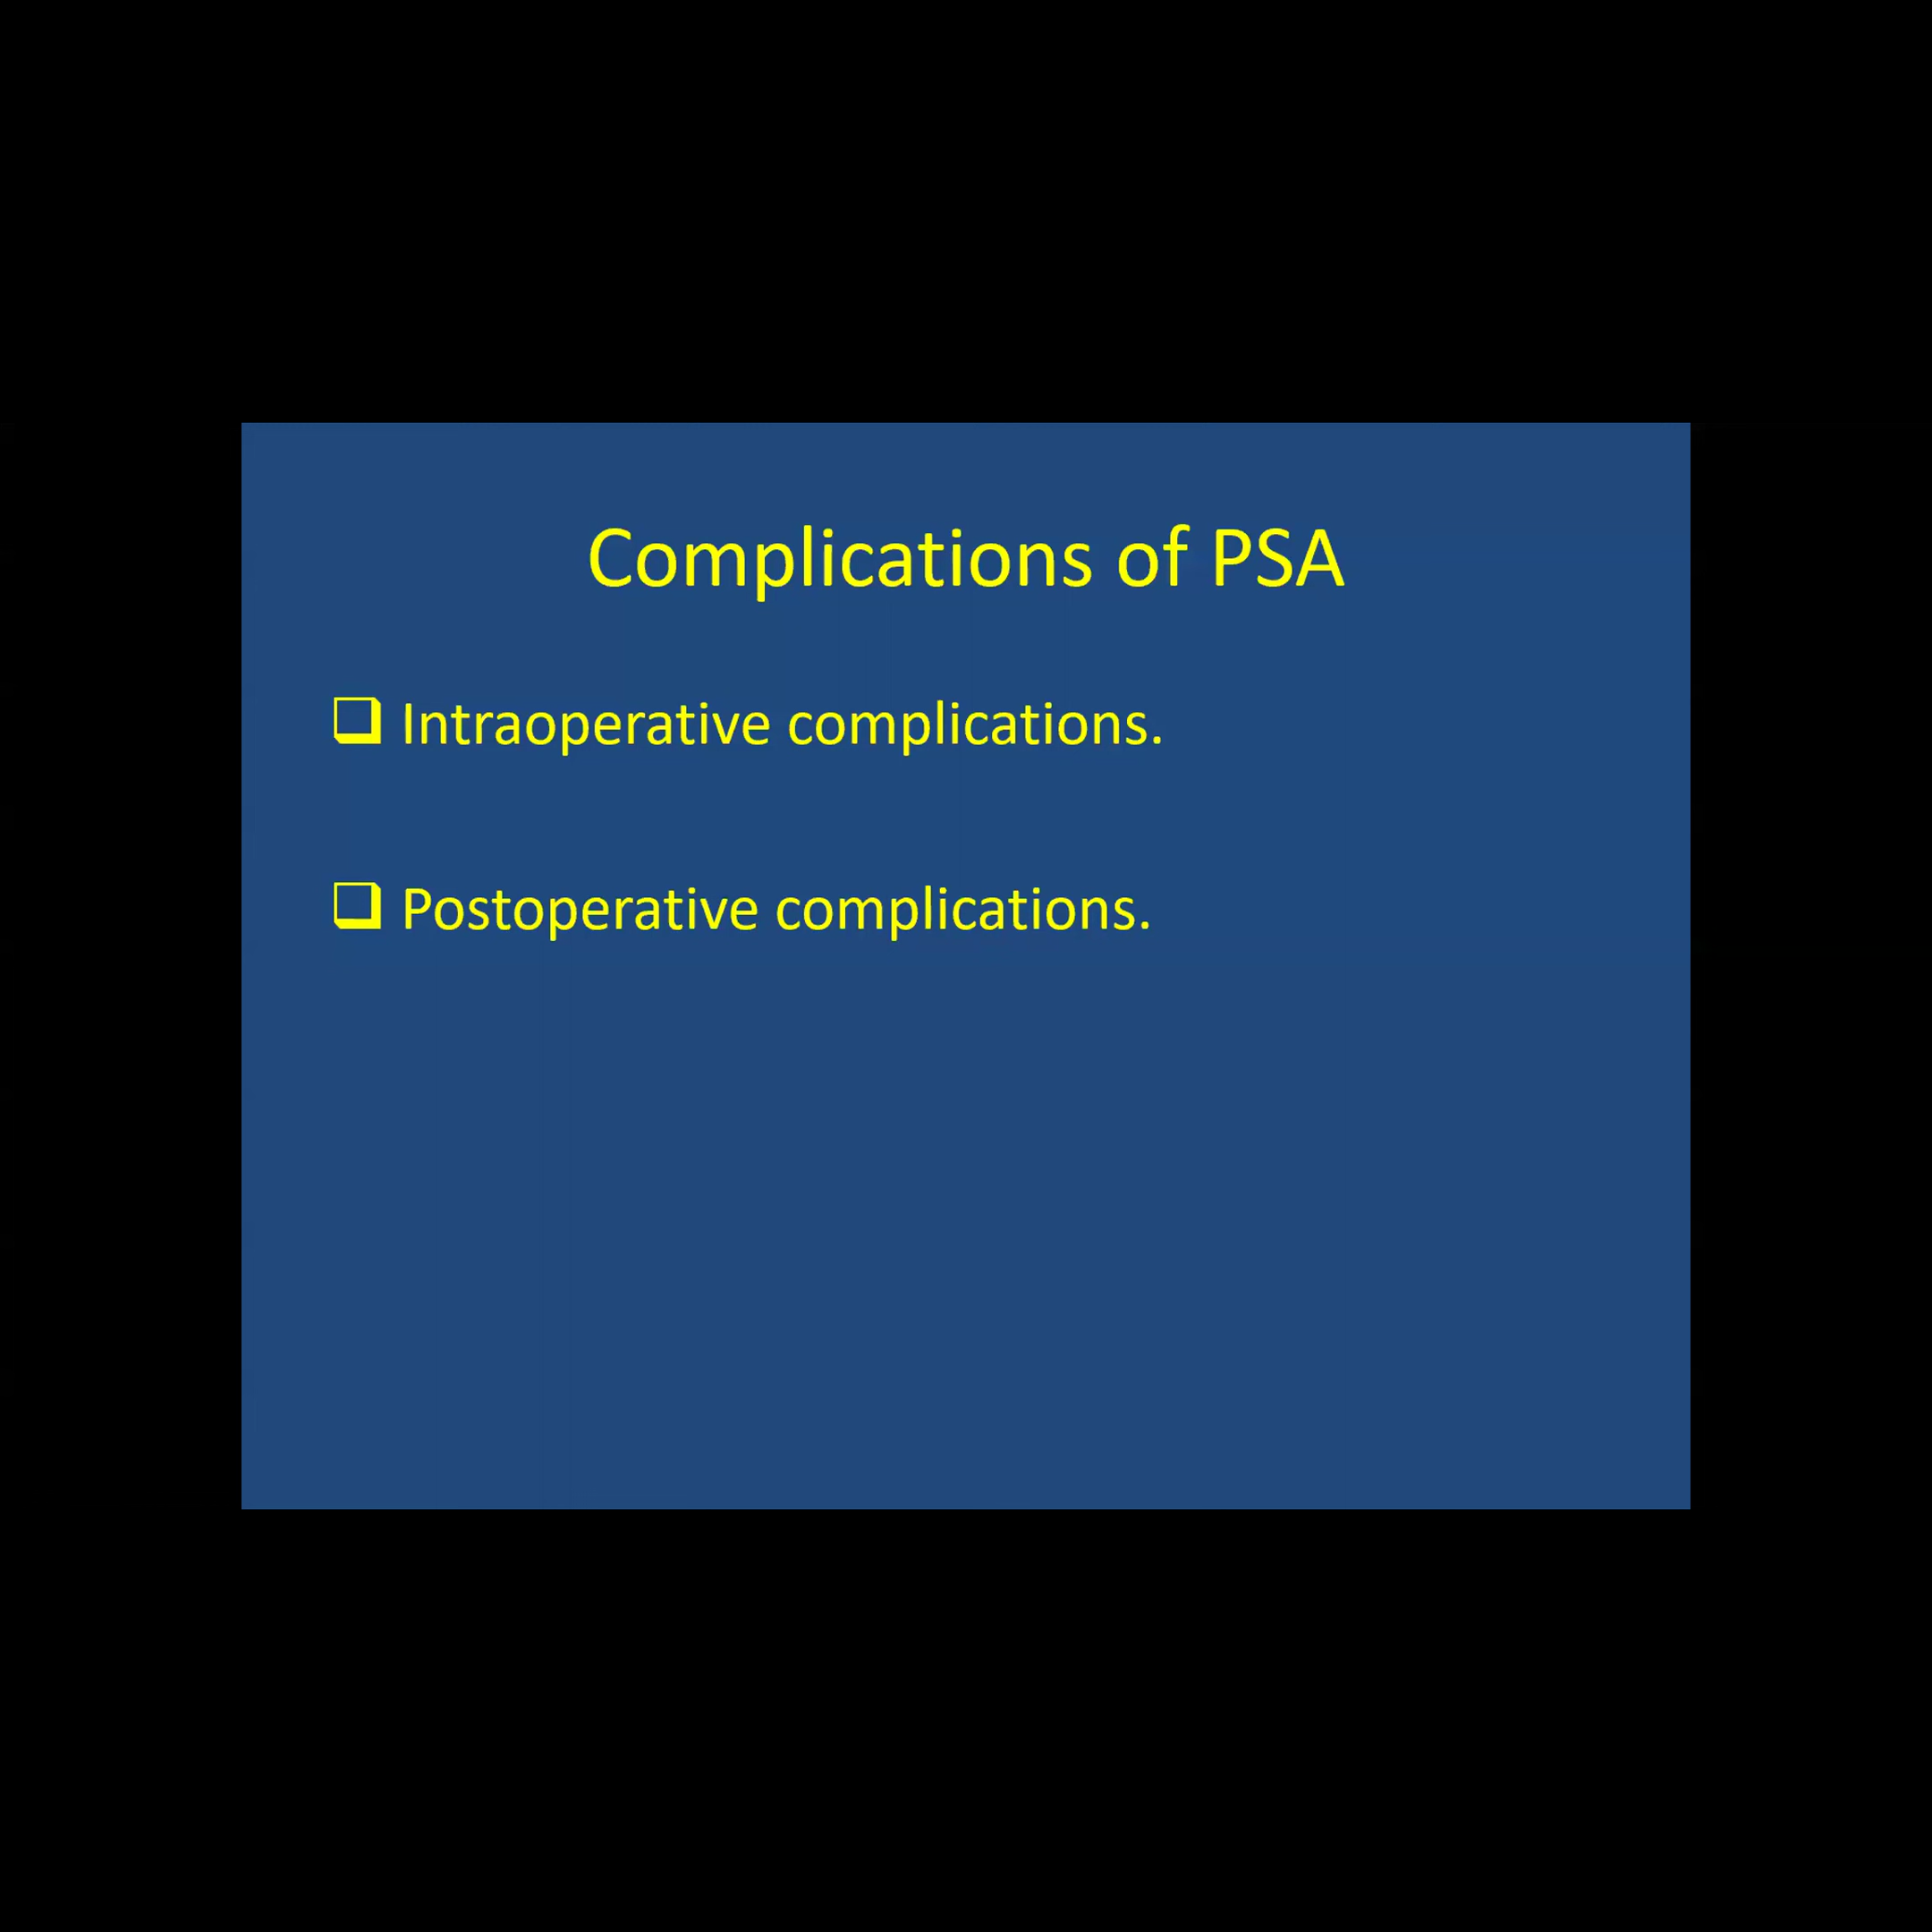 Complications of PSA
❑ Intraoperative complications.
❑ Postoperative complications.